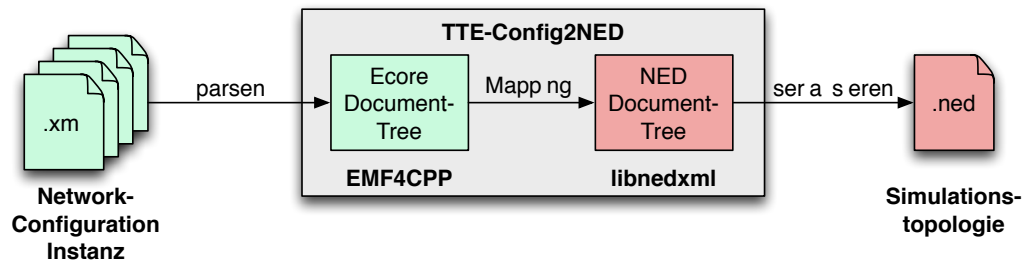 TTE-Config2NED
.xm
parsen
Ecore
Document-
Tree
Mapp ng
NED
Document-
Tree
ser a s eren
.ned
EMF4CPP
libnedxml
Network-
Configuration
Instanz
Simulations-
topologie